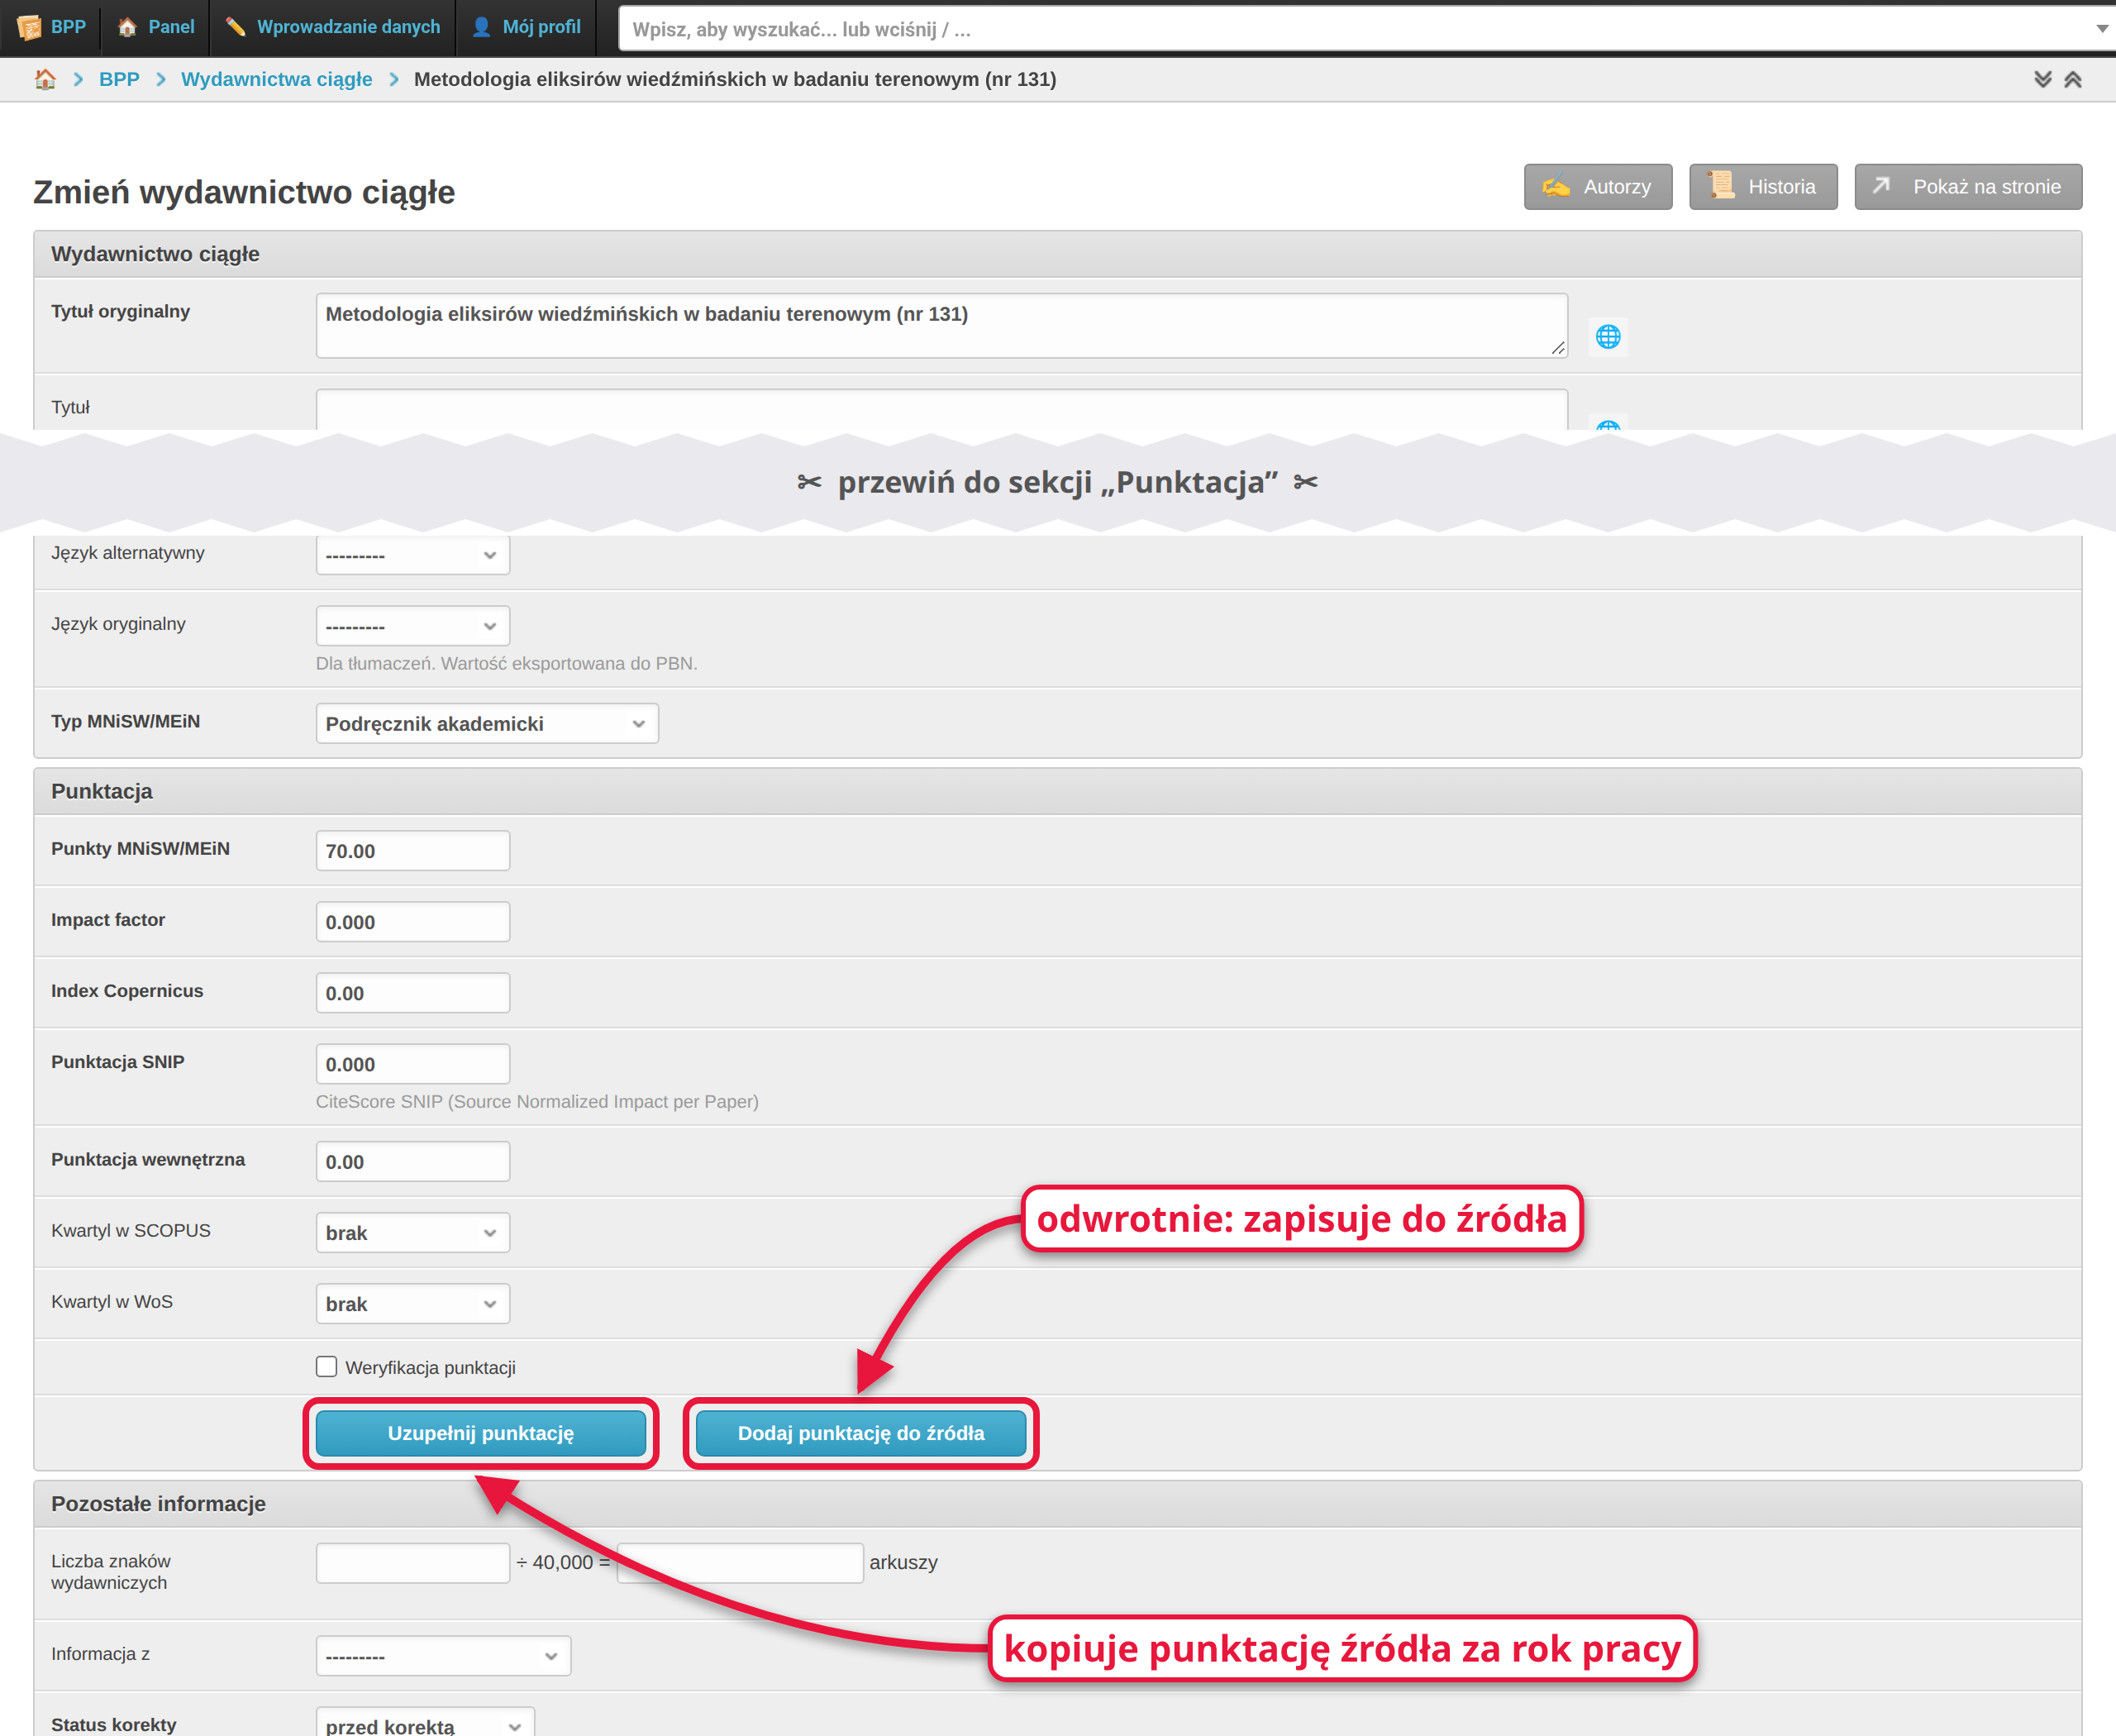 BPP Panel Wprowadzanie danych Mój profil Wpisz, aby wyszukać... lub wciśnij / ...
BPP Wydawnictwa ciągłe Metodologia eliksirów wiedźmińskich w badaniu terenowym (nr 131)
Zmień wydawnictwo ciągłe
Autorzy Historia Pokaż na stronie
Wydawnictwo ciągłe
Tytuł oryginalny Metodologia eliksirów wiedźmińskich w badaniu terenowym (nr 131)
Tytuł
✂ przewiń do sekcji „Punktacja” ✂
Język alternatywny ---------
Język oryginalny ---------
Dla tłumaczeń. Wartość eksportowana do PBN.
Typ MNiSW/MEiN Podręcznik akademicki
Punktacja
Punkty MNiSW/MEiN 70.00
Impact factor 0.000
Index Copernicus 0.00
Punktacja SNIP 0.000
CiteScore SNIP (Source Normalized Impact per Paper)
Punktacja wewnętrzna 0.00
odwrotnie: zapisuje do źródła
Kwartyl w SCOPUS brak
Kwartyl w WoS brak
Weryfikacja punktacji
Uzupełnij punktację Dodaj punktację do źródła
Pozostałe informacje
Liczba znaków
wydawniczych
÷ 40,000 = arkuszy
kopiuje punktację źródła za rok pracy
Informacja z ---------
Status korekty przed korektą